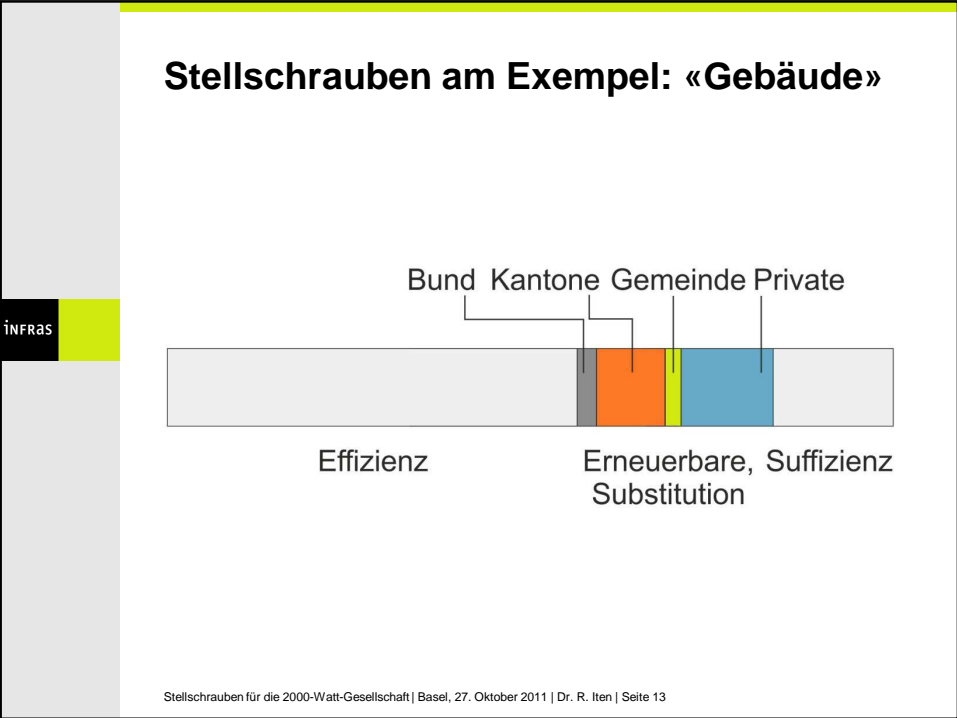 Stellschrauben am Exempel: «Gebäude»
Bund Kantone Gemeinde Private
iNFRas
Effizienz Erneuerbare, Suffizienz
Substitution
Stellschrauben für die 2000-Watt-Gesellschaft | Basel, 27. Oktober 2011 | Dr. R. Iten | Seite 13